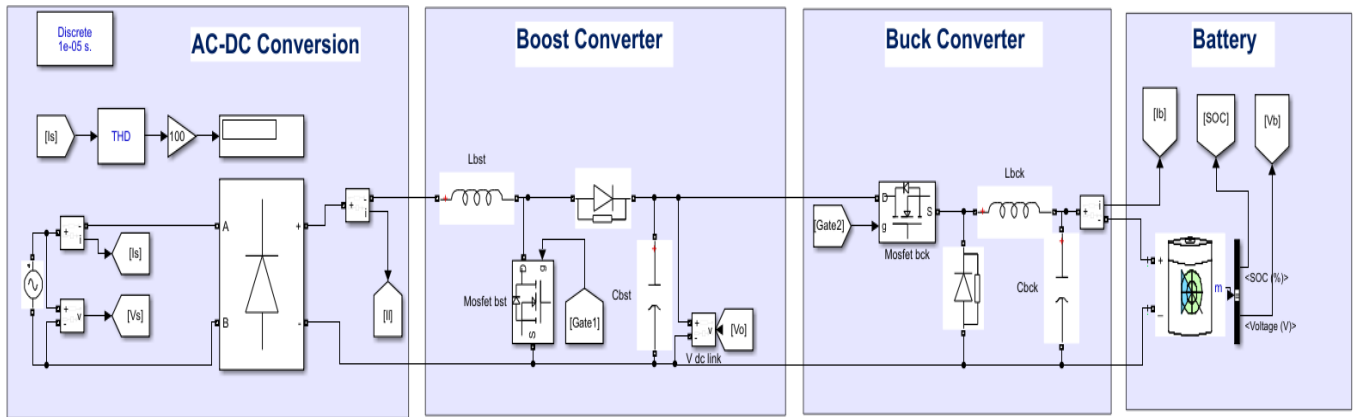 Discrete
1e-05 s.
AC-DC Conversion
[Is]
THD
100
A
B
+
-
-
i
[Is]
+
-
v
[Vs]
+
-
i
[Il]
Boost Converter
Lbst
Mosfet bst
S
[Gate1]
Cbst
+
-
v
[Vo]
V dc link
Buck Converter
[Gate2]
D
g
S
Mosfet bck
Lbck
Cbck
+
i
-
Battery
[Ib]
[SOC]
[Vb]
+
m
<SOC (%)>
_
<Voltage (V)>